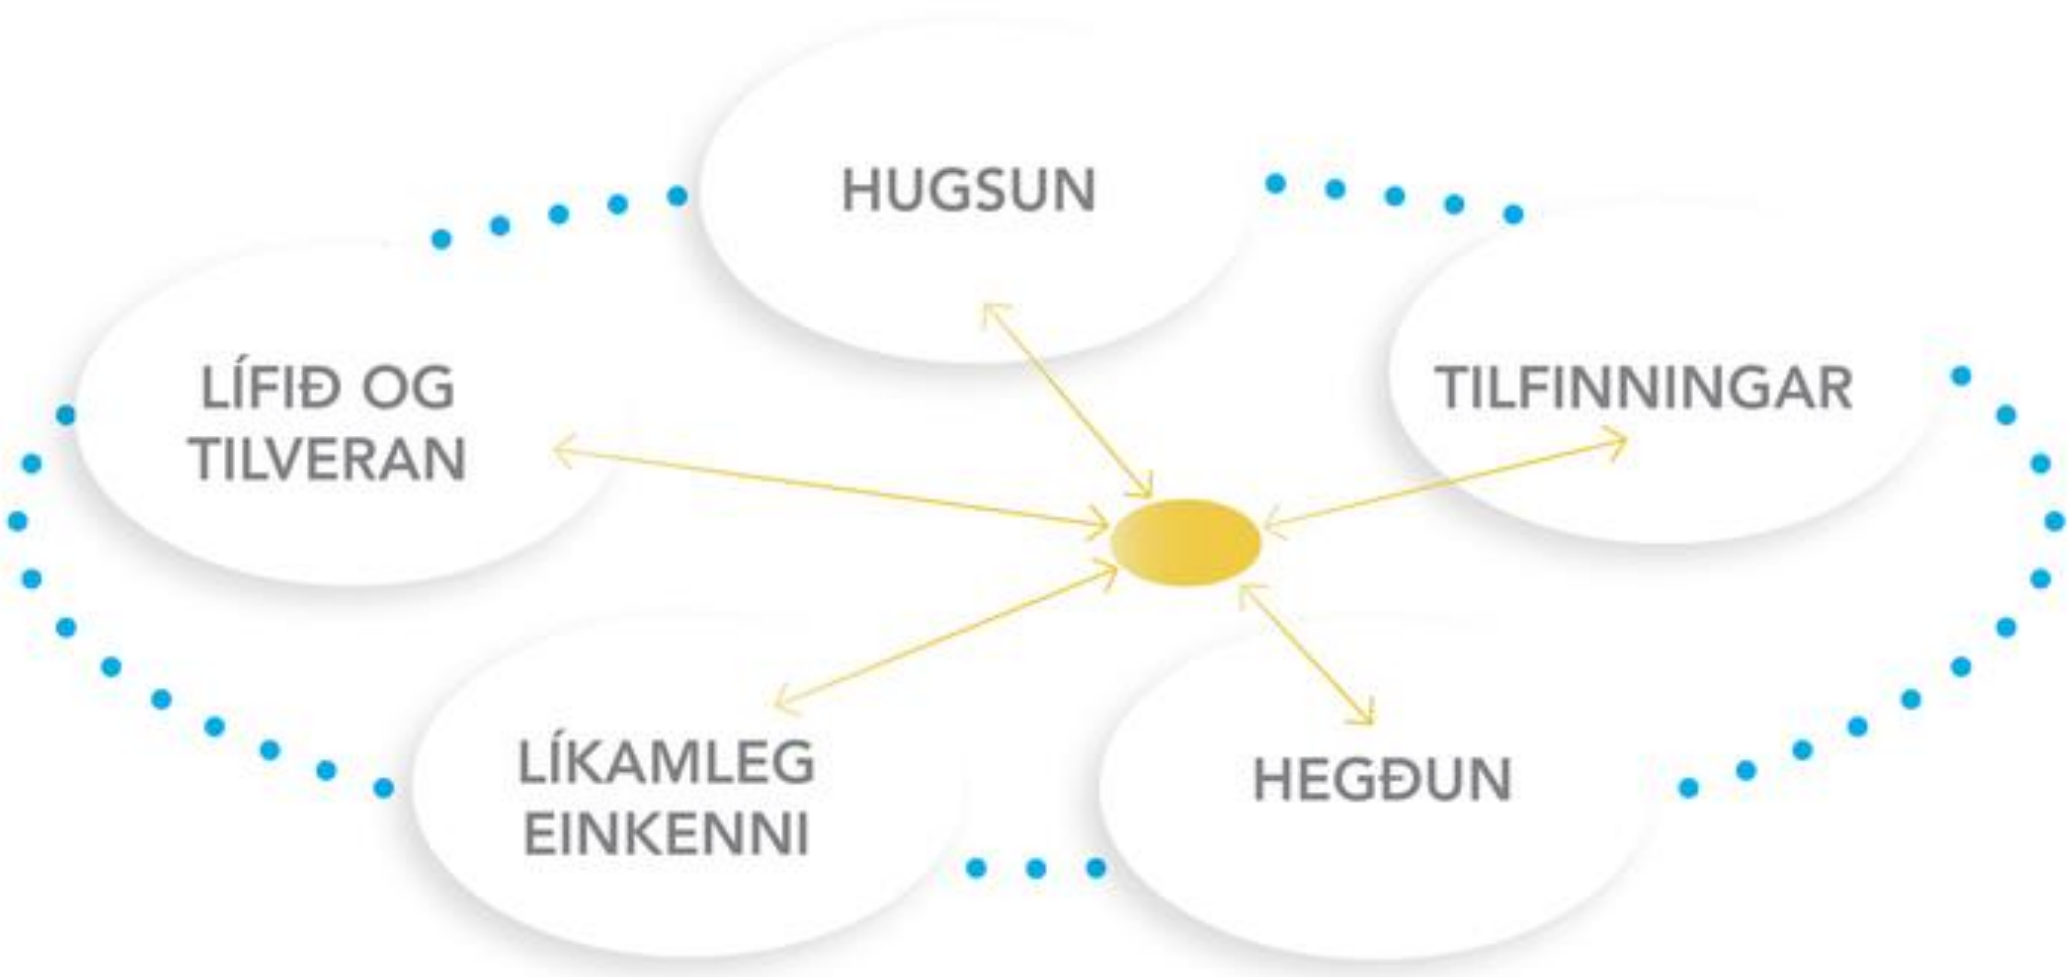 HUGSUN
TILFINNINGAR
LÍFIÐ OG
TILVERAN
LÍKAMLEG
EINKENNI
HEGÐUN